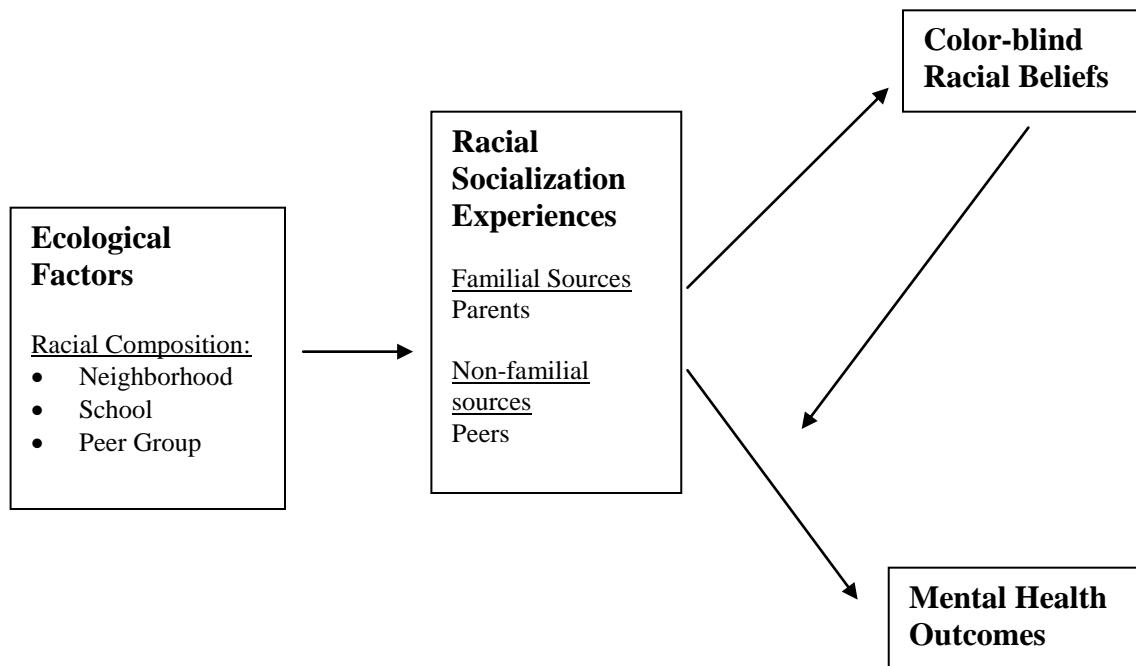 Color-blind
Racial Beliefs
Racial
Socialization
Experiences
Familial Sources
Parents
Non-familial
sources
Peers
Ecological
Factors
Racial Composition:
• Neighborhood
• School
• Peer Group
Mental Health
Outcomes